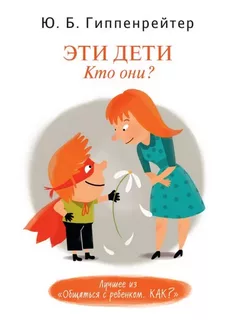 Ю. Б. Гиппенрейтер
ЭТИ ДЕТИ
Кто они?
Лучшее из
«Общаться с ребенком. КАК?»